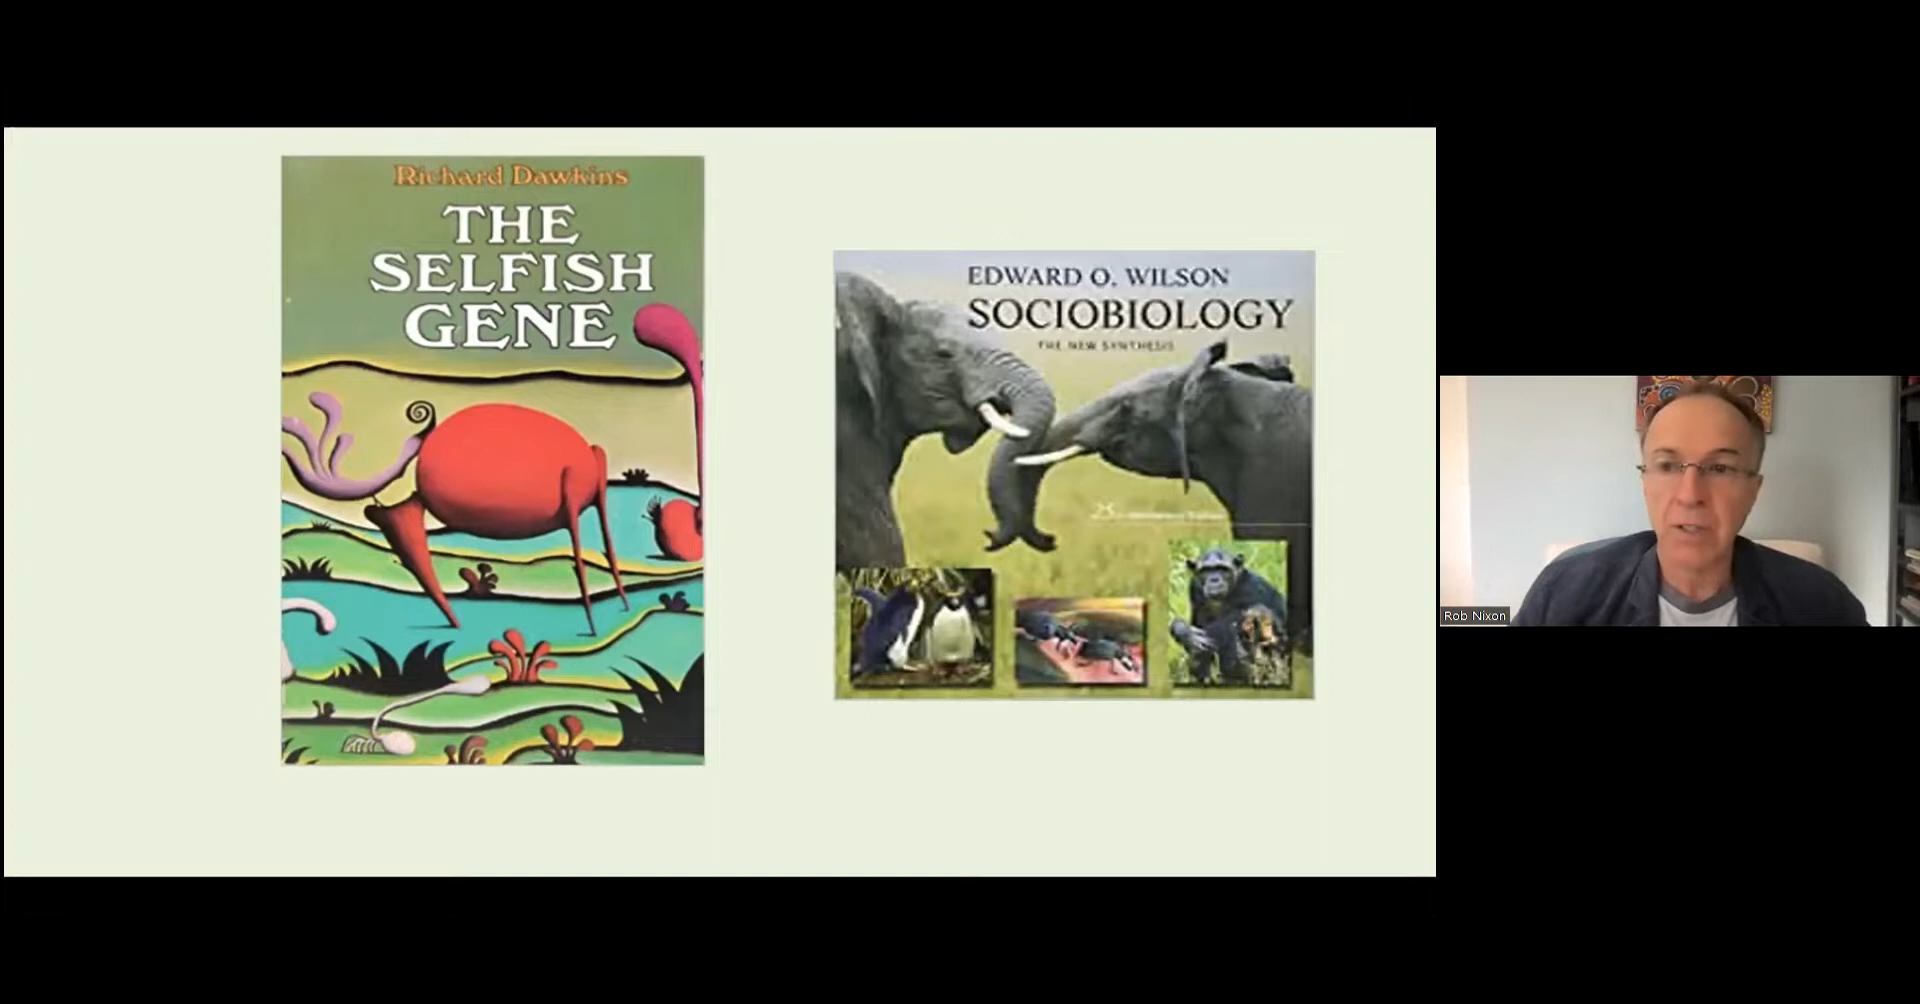 Richard Dawkins
THE
SELFISH
GENE
EDWARD O. WILSON
SOCIOBIOLOGY
THE NEW SYNTHESIS
Rob Nixon